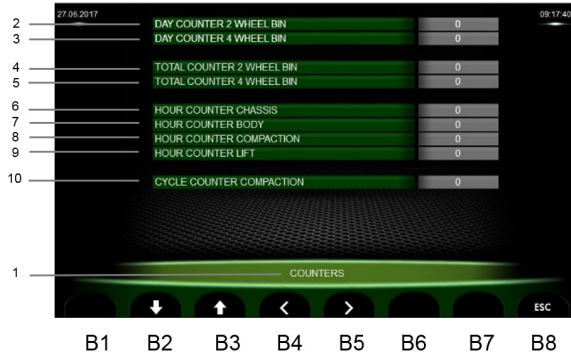 27.06.2017 09:17:40
2 DAY COUNTER 2 WHEEL BIN 0
3 DAY COUNTER 4 WHEEL BIN 0
4 TOTAL COUNTER 2 WHEEL BIN 0
5 TOTAL COUNTER 4 WHEEL BIN 0
6 HOUR COUNTER CHASSIS 0
7 HOUR COUNTER BODY 0
8 HOUR COUNTER COMPACTION 0
9 HOUR COUNTER LIFT 0
10 CYCLE COUNTER COMPACTION 0
1 COUNTERS
ESC
B1 B2 B3 B4 B5 B6 B7 B8